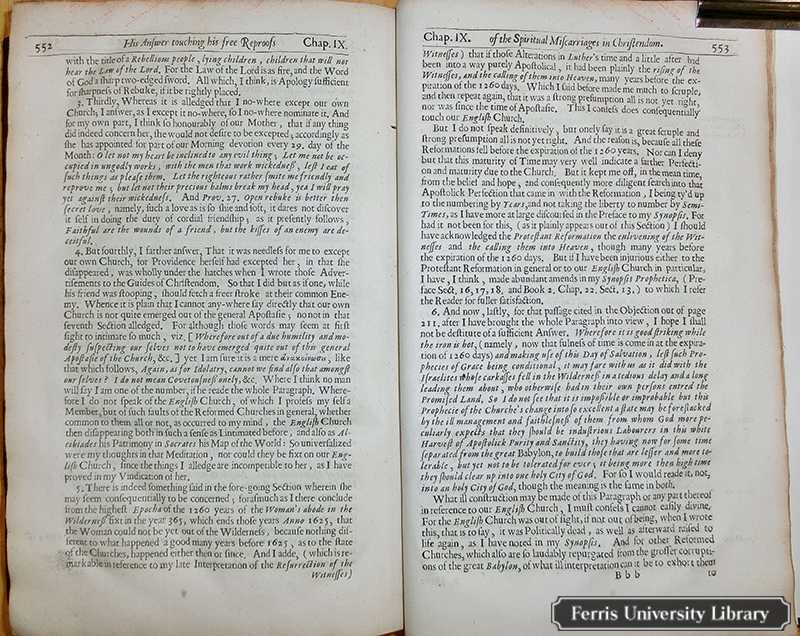 552 His Anſwer touching his free Reproofs Chap. IX.
with the title of a Rebellious people, lying children, children that will not
hear the Law of the Lord. For the Law of the Lord is as fire, and the Word
of God a ſharp two-edged ſword. All which, I think, is Apology ſufficient
for ſharpneſs of Rebuke, if it be rightly placed.
3. Thirdly, Whereas it is alledged that I no-where except our own
Church; I anſwer, as I except it no-where, ſo I no-where nominate it. And
for my own part, I think ſo honourably of our Mother, that if any thing
did indeed concern her, ſhe would not deſire to be excepted; accordingly as
ſhe has appointed for part of our Morning devotion every 29. day of the
Month: O let not my heart be inclined to any evil thing; Let me not be oc-
cupied in ungodly works, with the men that work wickedneſs, leſt I eat of
ſuch things as pleaſe them. Let the righteous rather ſmite me friendly and
reprove me; but let not their precious balms break my head, yea I will pray
yet againſt their wickedneſs. And Prov. 27. Open rebuke is better then
ſecret love, namely, ſuch a love as is ſo ſhie and ſoft, it dares not diſcover
it ſelf in doing the duty of cordial friendſhip; as it preſently follows,
Faithful are the wounds of a friend, but the kiſſes of an enemy are de-
ceitful.
4. But fourthly, I farther anſwer, That it was needleſs for me to except
our own Church, for Providence herſelf had excepted her, in that ſhe
diſappeared, was wholly under the hatches when I wrote thoſe Adver-
tiſements to the Guides of Chriſtendom. So that I did but as if one, while
his friend was ſtooping, ſhould fetch a freer ſtroke at their common Ene-
my. Whence it is plain that I cannot any-where ſay directly that our own
Church is not quite emerged out of the general Apoſtaſie; no not in that
ſeventh Section alledged. For although thoſe words may ſeem at firſt
ſight to intimate ſo much, viz. [Wherefore out of a due humility and mo-
deſty ſuſpecting our ſelves not to have emerged quite out of this general
Apoſtaſie of the Church, &c.] yet I am ſure it is a mere ἀνακοίνωσις, like
that which follows, Again, as for Idolatry, cannot we find alſo that amongſt
our ſelves? I do not mean Covetouſneſs onely, &c. Where I think no man
will ſay I am one of the number, if he reade the whole Paragraph. Where-
fore I do not ſpeak of the Engliſh Church, of which I profeſs my ſelf a
Member, but of ſuch faults of the Reformed Churches in general, whether
common to them all or not, as occurred to my mind, the Engliſh Church
then diſappearing both in ſuch a ſenſe as I intimated before, and alſo as Al-
cibiades his Patrimony in Socrates his Map of the World: So univerſalized
were my thoughts in that Meditation, nor could they be fixt on our Eng-
liſh Church, ſince the things I alledge are incompetible to her, as I have
proved in my Vindication of her.
5. There is indeed ſomething ſaid in the fore-going Section wherein ſhe
may ſeem conſequentially to be concerned; foraſmuch as I there conclude
from the higheſt Epocha of the 1260 years of the Woman's abode in the
Wilderneſs fixt in the year 365, which ends thoſe years Anno 1625, that
the Woman could not be yet out of the Wilderneſs, becauſe nothing dif-
ferent to what happened a good many years before 1625, as to the ſtate
of the Churches, happened either then or ſince. And I adde, (which is re-
markable in reference to my late Interpretation of the Reſurrection of the
Witneſſes)
Chap. IX. of the Spiritual Miſcarriages in Chriſtendom. 553
Witneſſes) that if thoſe Alterations in Luther's time and a little after had
been into a way purely Apoſtolical, it had been plainly the riſing of the
Witneſſes, and the calling of them into Heaven, many years before the ex-
piration of the 1260 days. Which I ſaid before made me much to ſcruple,
and then repeat again, that it was a ſtrong preſumption all is not yet right,
nor was ſince the time of Apoſtaſie. This I confeſs does conſequentially
touch our Engliſh Church.
But I do not ſpeak definitively, but onely ſay it is a great ſcruple and
ſtrong preſumption all is not yet right. And the reaſon is, becauſe all theſe
Reformations fell before the expiration of the 1260 years. Nor can I deny
but that this maturity of Time may very well indicate a farther Perfecti-
on and maturity due to the Church. But it kept me off, in the mean time,
from the belief and hope, and conſequently more diligent ſearch into that
Apoſtolick Perfection that came in with the Reformation, I being ty'd up
to the numbering by Years, and not taking the liberty to number by Semi-
Times, as I have more at large diſcourſed in the Preface to my Synopſis. For
had it not been for this, (as it plainly appears out of this Section) I ſhould
have acknowledged the Proteſtant Reformation the enlivening of the Wit-
neſſes and the calling them into Heaven, though many years before
the expiration of the 1260 days. But if I have been injurious either to the
Proteſtant Reformation in general or to our Engliſh Church in particular,
I have, I think, made abundant amends in my Synopſis Prophetica, (Pre-
face Sect. 16, 17, 18. and Book 2. Chap. 22. Sect. 13.) to which I refer
the Reader for fuller ſatisfaction.
6. And now, laſtly, for that paſſage cited in the Objection out of page
211, after I have brought the whole Paragraph into view, I hope I ſhall
not be deſtitute of a ſufficient Anſwer. Wherefore it is good ſtriking while
the iron is hot, (namely, now that fulneſs of time is come in at the expira-
tion of 1260 days) and making uſe of this Day of Salvation, leſt ſuch Pro-
phecies of Grace being conditional, it may fare with us as it did with the
Iſraelites whoſe carkaſſes fell in the Wilderneſs in a tedious delay and a long
leading them about, who otherwiſe had in their own perſons entred the
Promiſed Land. So I do not ſee that it is impoſſible or improbable but this
Prophecie of the Churche's change into ſo excellent a ſtate may be foreſlacked
by the ill management and faithleſneſs of them from whom God more pe-
culiarly expects that they ſhould be induſtrious Labourers in this white
Harveſt of Apoſtolick Purity and Sanctity, they having now for ſome time
ſeparated from the great Babylon, to build thoſe that are leſſer and more to-
lerable, but yet not to be tolerated for ever; it being more then high time
they ſhould clear up into one holy City of God. For ſo I would reade it, not,
into an holy City of God, though the meaning is the ſame in both.
What ill conſtruction may be made of this Paragraph or any part thereof
in reference to our Engliſh Church, I muſt confeſs I cannot eaſily divine.
For the Engliſh Church was out of ſight, if not out of being, when I wrote
this, that is to ſay, it was Politically dead, as well as afterward raiſed to
life again, as I have noted in my Synopſis. And for other Reformed
Churches, which alſo are ſo laudably repurgated from the groſſer corrupti-
ons of the great Babylon, of what ill interpretation can it be to exhort them
B b b to
Ferris University Library